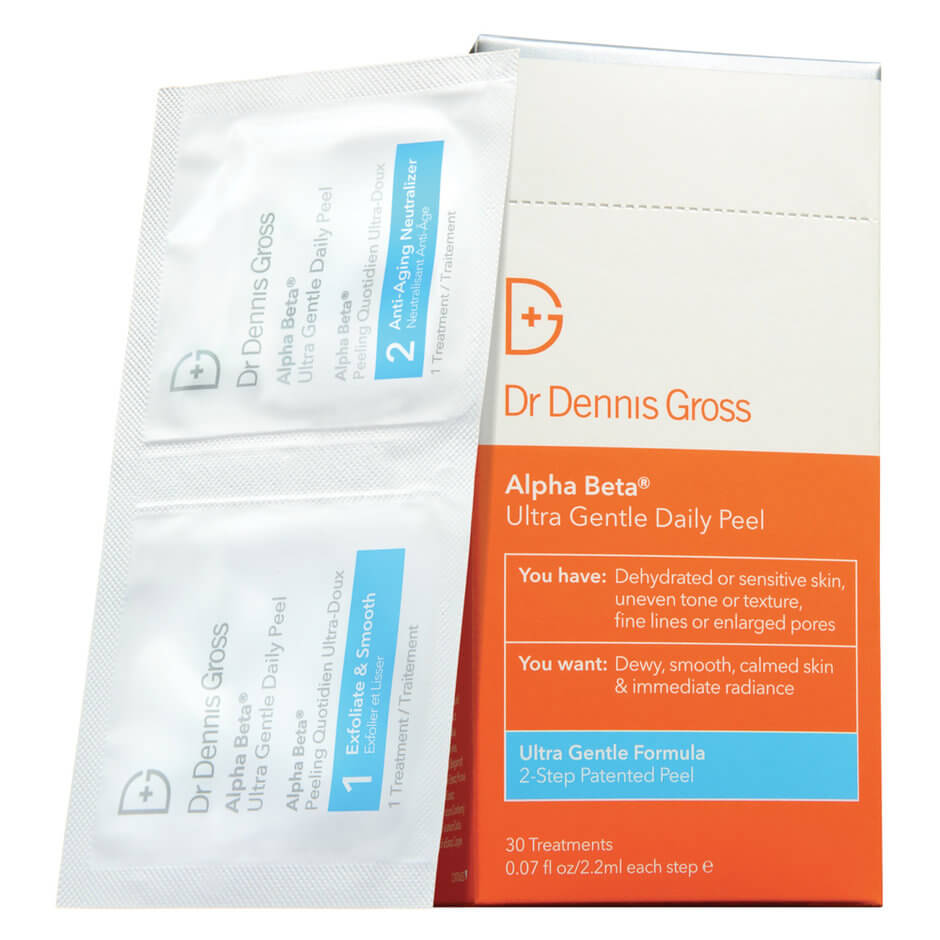 Dr Dennis Gross
Alpha Beta®
Ultra Gentle Daily Peel
Alpha Beta®
Peeling Quotidien Ultra-Doux
2 Anti-Aging Neutralizer
Neutralisant Anti-Âge
1 Treatment / Traitement
Dr Dennis Gross
Alpha Beta®
Ultra Gentle Daily Peel
Alpha Beta®
Peeling Quotidien Ultra-Doux
1 Exfoliate & Smooth
Exfolier et Lisser
1 Treatment / Traitement
Dr Dennis Gross
Alpha Beta®
Ultra Gentle Daily Peel
You have: Dehydrated or sensitive skin,
uneven tone or texture,
fine lines or enlarged pores
You want: Dewy, smooth, calmed skin
& immediate radiance
Ultra Gentle Formula
2-Step Patented Peel
30 Treatments
0.07 fl oz/2.2ml each step ℮